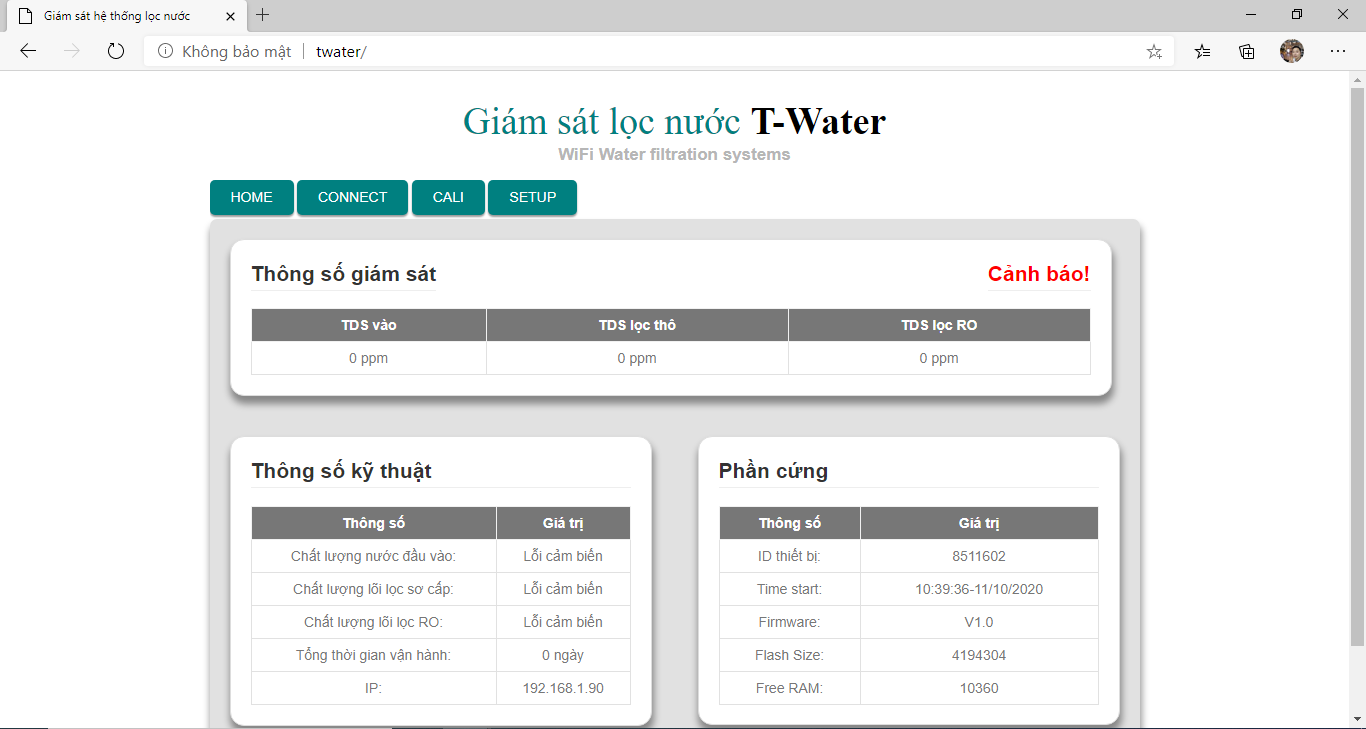 Giám sát hệ thống lọc nước
Không bảo mật twater/
Giám sát lọc nước T-Water
WiFi Water filtration systems
HOME CONNECT CALI SETUP
Thông số giám sát Cảnh báo!
TDS vào TDS lọc thô TDS lọc RO
0 ppm 0 ppm 0 ppm
Thông số kỹ thuật
Thông số Giá trị
Chất lượng nước đầu vào: Lỗi cảm biến
Chất lượng lõi lọc sơ cấp: Lỗi cảm biến
Chất lượng lõi lọc RO: Lỗi cảm biến
Tổng thời gian vận hành: 0 ngày
IP: 192.168.1.90
Phần cứng
Thông số Giá trị
ID thiết bị: 8511602
Time start: 10:39:36-11/10/2020
Firmware: V1.0
Flash Size: 4194304
Free RAM: 10360